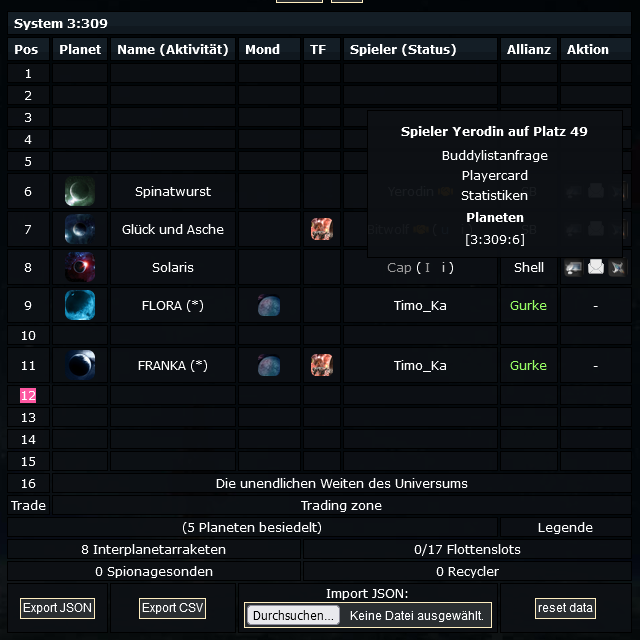 System 3:309
Pos Planet Name (Aktivität) Mond TF Spieler (Status) Allianz Aktion
1
2
3
4
5
6 Spinatwurst Yerodin
7 Glück und Asche Bitwolf
8 Solaris Cap ( I i ) Shell
9 FLORA (*) Timo_Ka Gurke -
10
11 FRANKA (*) Timo_Ka Gurke -
12
13
14
15
16 Die unendlichen Weiten des Universums
Trade Trading zone
(5 Planeten besiedelt) Legende
8 Interplanetarraketen 0/17 Flottenslots
0 Spionagesonden 0 Recycler
Export JSON Export CSV Import JSON: reset data
Durchsuchen... Keine Datei ausgewählt.
Spieler Yerodin auf Platz 49
Buddylistanfrage
Playercard
Statistiken
Planeten
[3:309:6]